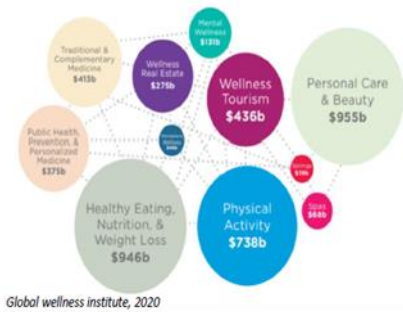 Mental
Wellness
$131b
Traditional &
Complementary
Medicine
$413b
Wellness
Real Estate
$275b
Wellness
Tourism
$436b
Personal Care
& Beauty
$955b
Public Health,
Prevention, &
Personalized
Medicine
$375b
Wellness
Springs
Spas
$68b
Healthy Eating,
Nutrition, &
Weight Loss
$946b
Physical
Activity
$738b
Global wellness institute, 2020